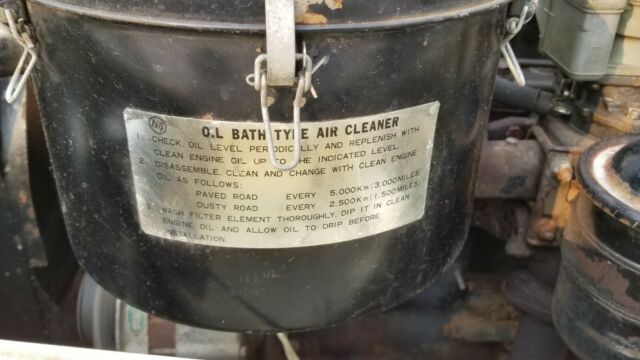 OIL BATH TYPE AIR CLEANER
1. CHECK OIL LEVEL PERIODICALLY AND REPLENISH WITH
CLEAN ENGINE OIL UP TO THE INDICATED LEVEL.
2. DISASSEMBLE, CLEAN AND CHANGE WITH CLEAN ENGINE
OIL AS FOLLOWS:
PAVED ROAD EVERY 5.000Km (3,000MILES)
DUSTY ROAD EVERY 2.500Km (1,500MILES)
3. WASH FILTER ELEMENT THOROUGHLY, DIP IT IN CLEAN
ENGINE OIL AND ALLOW OIL TO DRIP BEFORE
INSTALLATION.